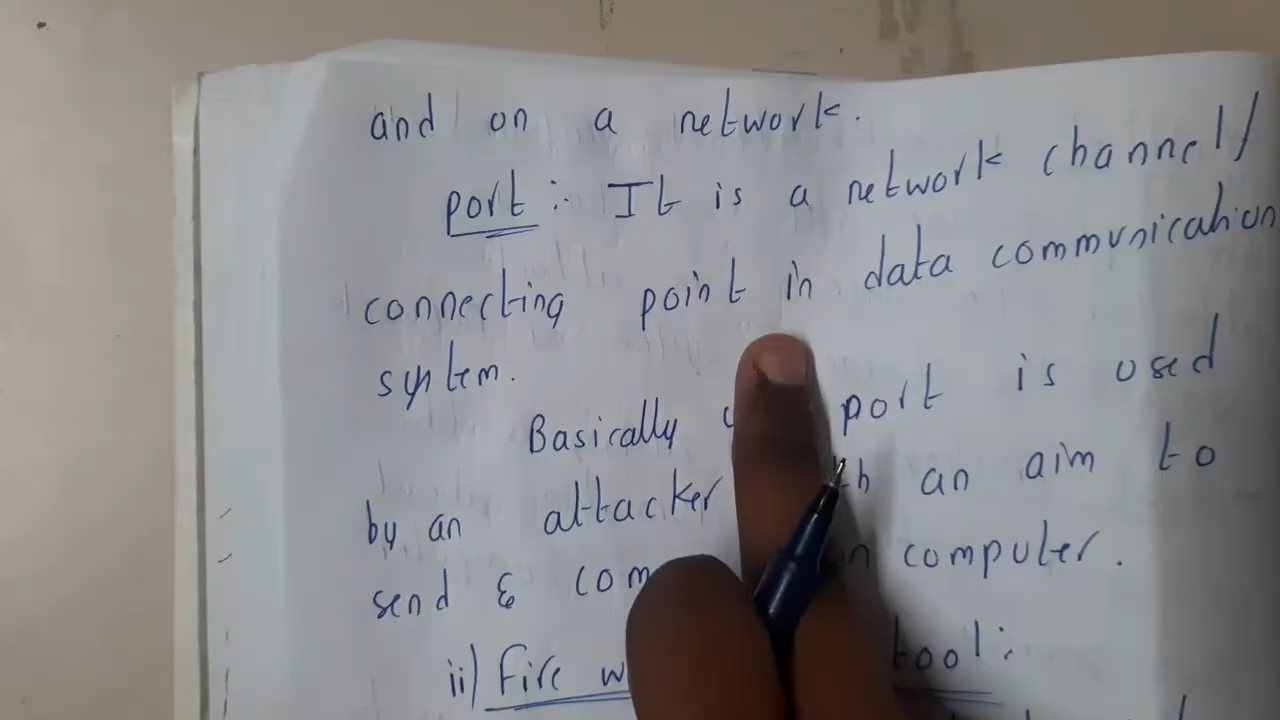 and on a network.
port :- It is a network channel/
connecting point in data communication
system.
Basically port is used
by an attacker an aim to
send & computer.
ii) Fire tool: